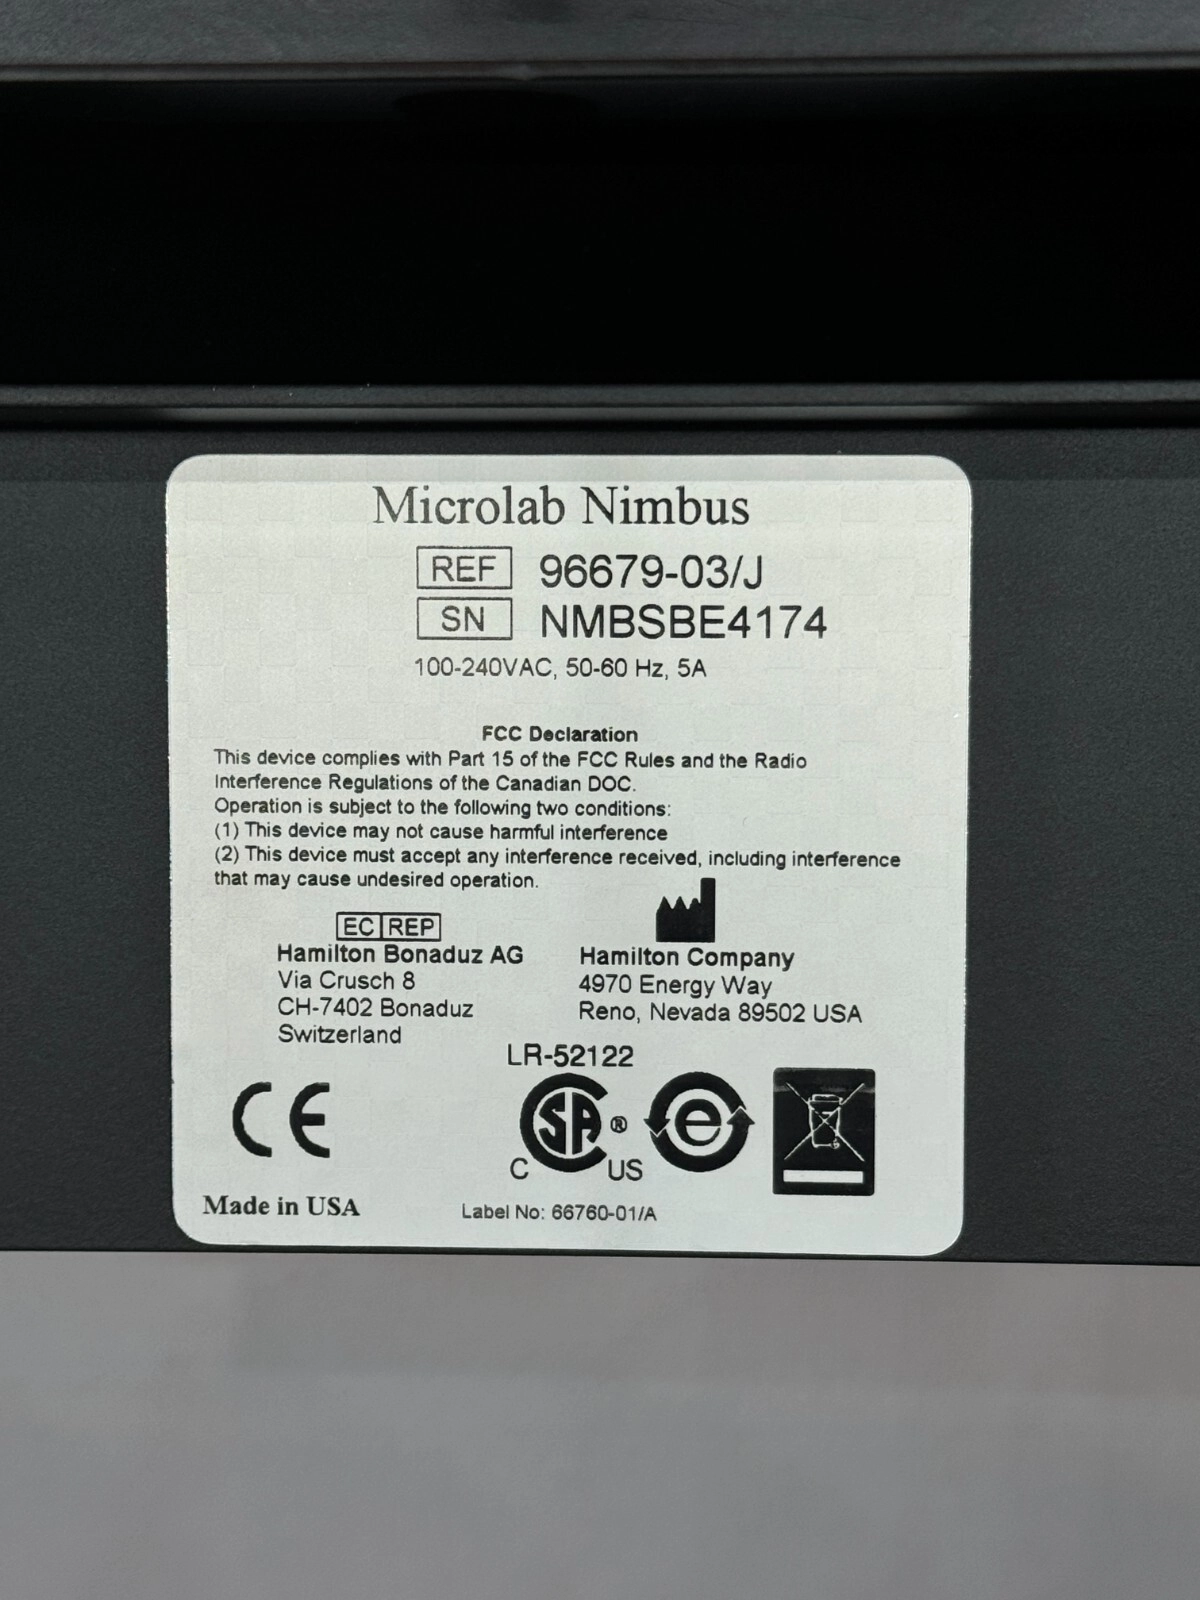 Microlab Nimbus
REF 96679-03/J
SN NMBSBE4174
100-240VAC, 50-60 Hz, 5A
FCC Declaration
This device complies with Part 15 of the FCC Rules and the Radio
Interference Regulations of the Canadian DOC.
Operation is subject to the following two conditions:
(1) This device may not cause harmful interference
(2) This device must accept any interference received, including interference
that may cause undesired operation.
EC REP
Hamilton Bonaduz AG
Via Crusch 8
CH-7402 Bonaduz
Switzerland
Hamilton Company
4970 Energy Way
Reno, Nevada 89502 USA
LR-52122
CE
C SA ® US
e
Made in USA
Label No: 66760-01/A